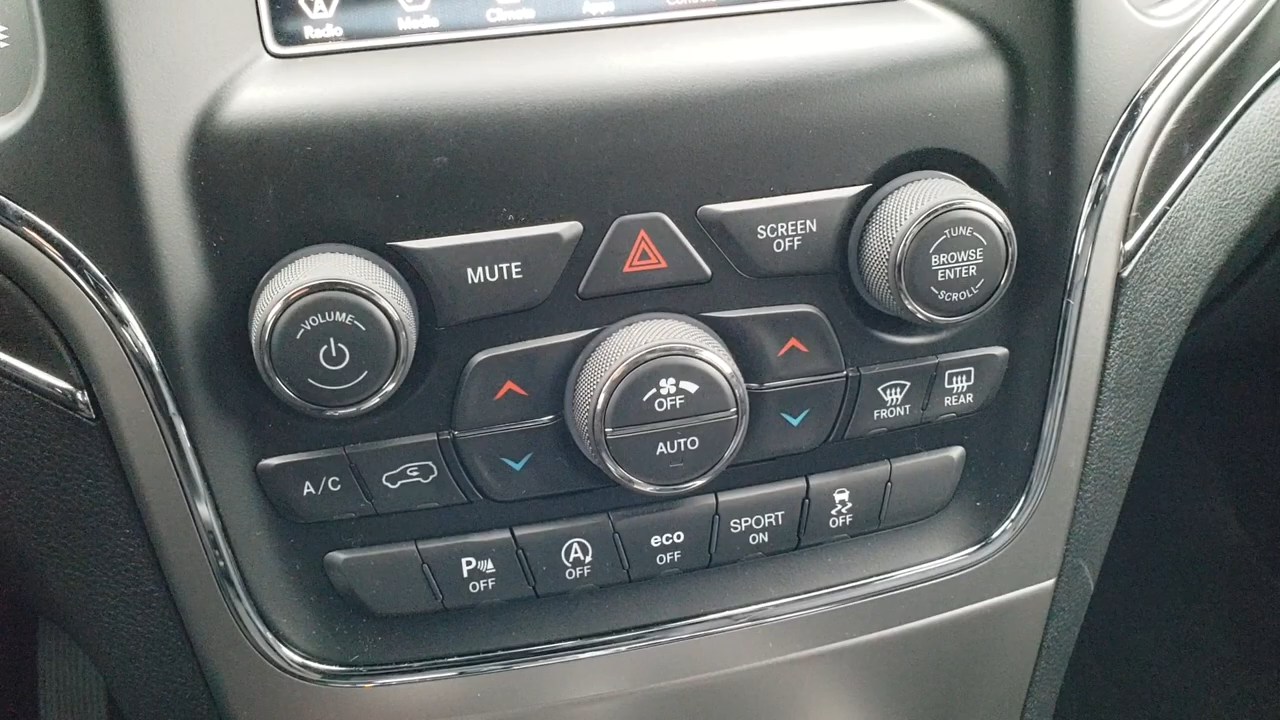 Radio
Media
Climate
Apps
Controls
MUTE
SCREEN
OFF
TUNE
BROWSE
ENTER
SCROLL
VOLUME
OFF
AUTO
FRONT
REAR
A/C
P
OFF
A
OFF
eco
OFF
SPORT
ON
OFF